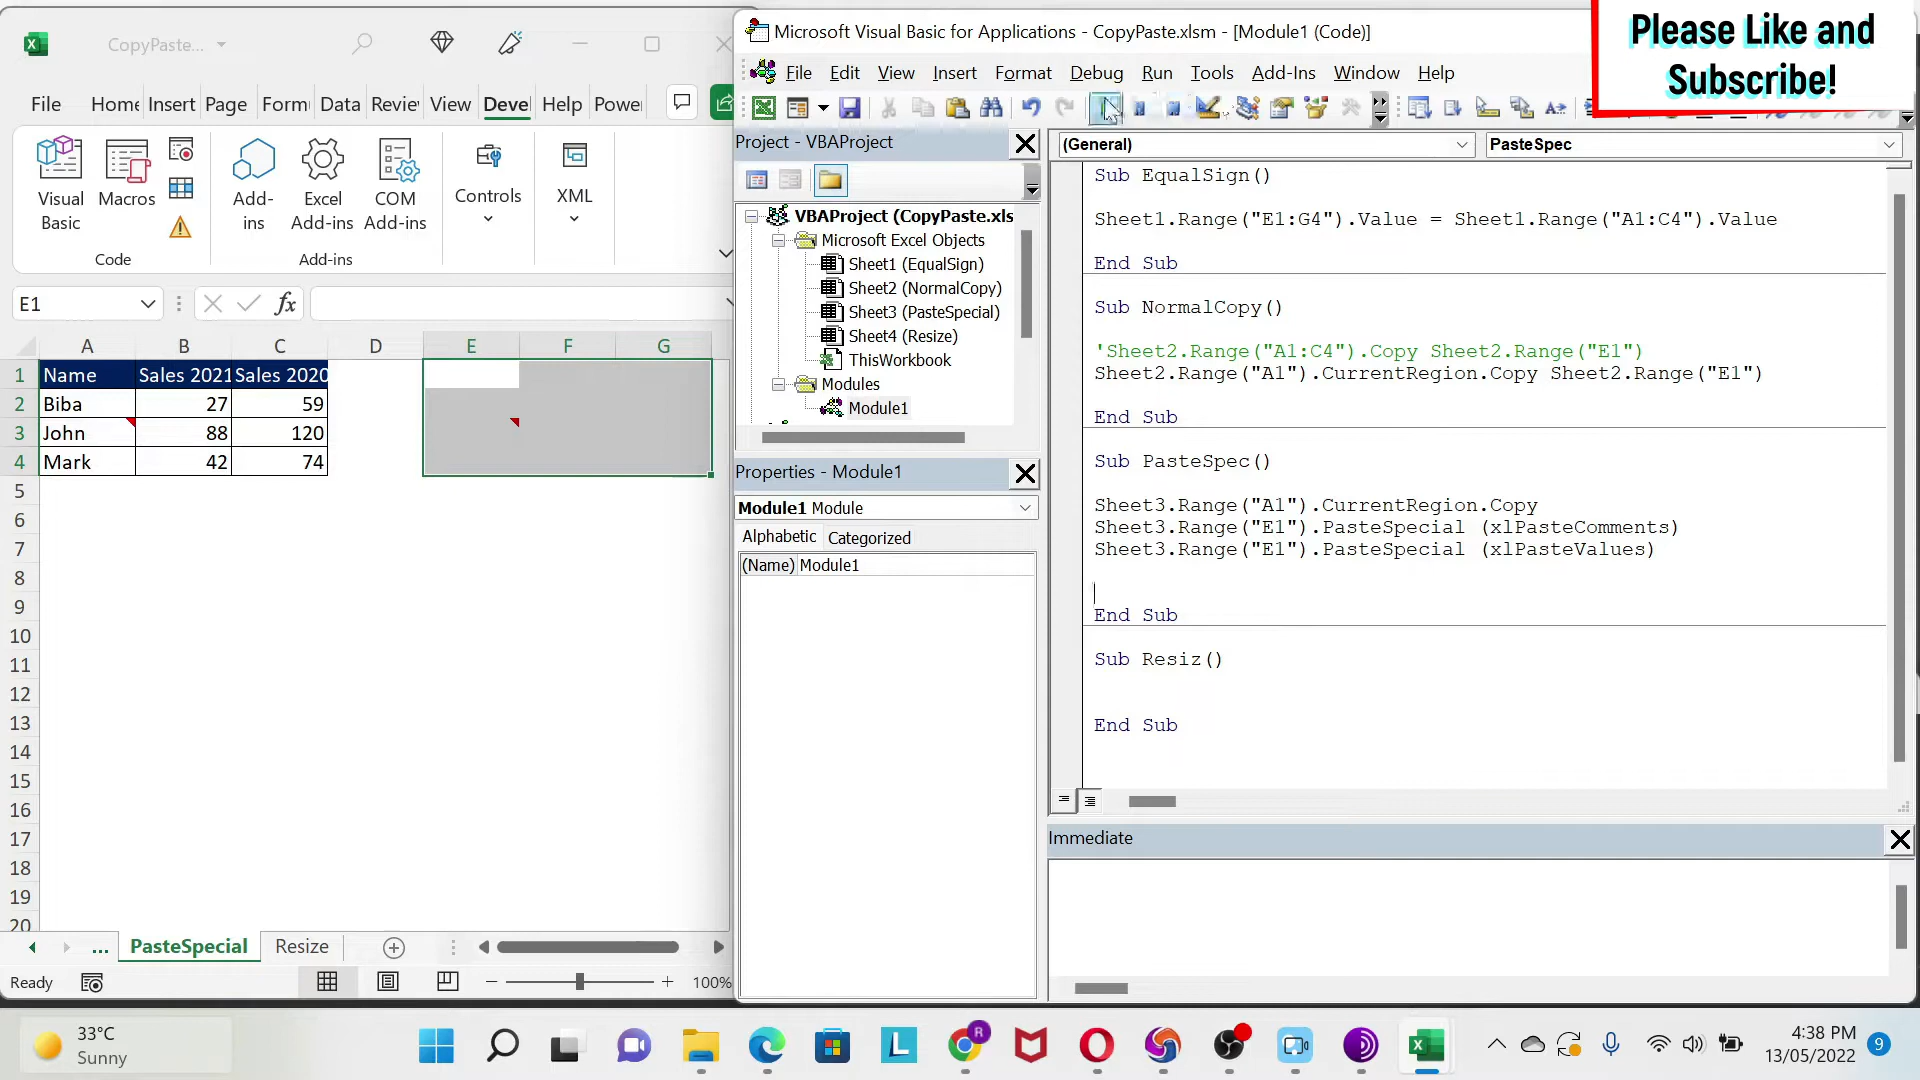 CopyPaste...
File Home Insert Page Form Data Revie View Deve Help Powe
Visual Basic
Macros
Add-ins
Excel Add-ins
COM Add-ins
Controls
XML
Code
Add-ins
E1
fx
A B C D E F G
1 Name Sales 2021 Sales 2020
2 Biba 27 59
3 John 88 120
4 Mark 42 74
5
6
7
8
9
10
11
12
13
14
15
16
17
18
19
20
... PasteSpecial Resize
Ready
100%
Microsoft Visual Basic for Applications - CopyPaste.xlsm - [Module1 (Code)]
File Edit View Insert Format Debug Run Tools Add-Ins Window Help
Please Like and
Subscribe!
Project - VBAProject
VBAProject (CopyPaste.xls
Microsoft Excel Objects
Sheet1 (EqualSign)
Sheet2 (NormalCopy)
Sheet3 (PasteSpecial)
Sheet4 (Resize)
ThisWorkbook
Modules
Module1
Properties - Module1
Module1 Module
Alphabetic Categorized
(Name) Module1
(General) PasteSpec
Sub EqualSign()
Sheet1.Range("E1:G4").Value = Sheet1.Range("A1:C4").Value
End Sub
Sub NormalCopy()
'Sheet2.Range("A1:C4").Copy Sheet2.Range("E1")
Sheet2.Range("A1").CurrentRegion.Copy Sheet2.Range("E1")
End Sub
Sub PasteSpec()
Sheet3.Range("A1").CurrentRegion.Copy
Sheet3.Range("E1").PasteSpecial (xlPasteComments)
Sheet3.Range("E1").PasteSpecial (xlPasteValues)
End Sub
Sub Resiz()
End Sub
Immediate
33°C
Sunny
L
R
4:38 PM
13/05/2022
9